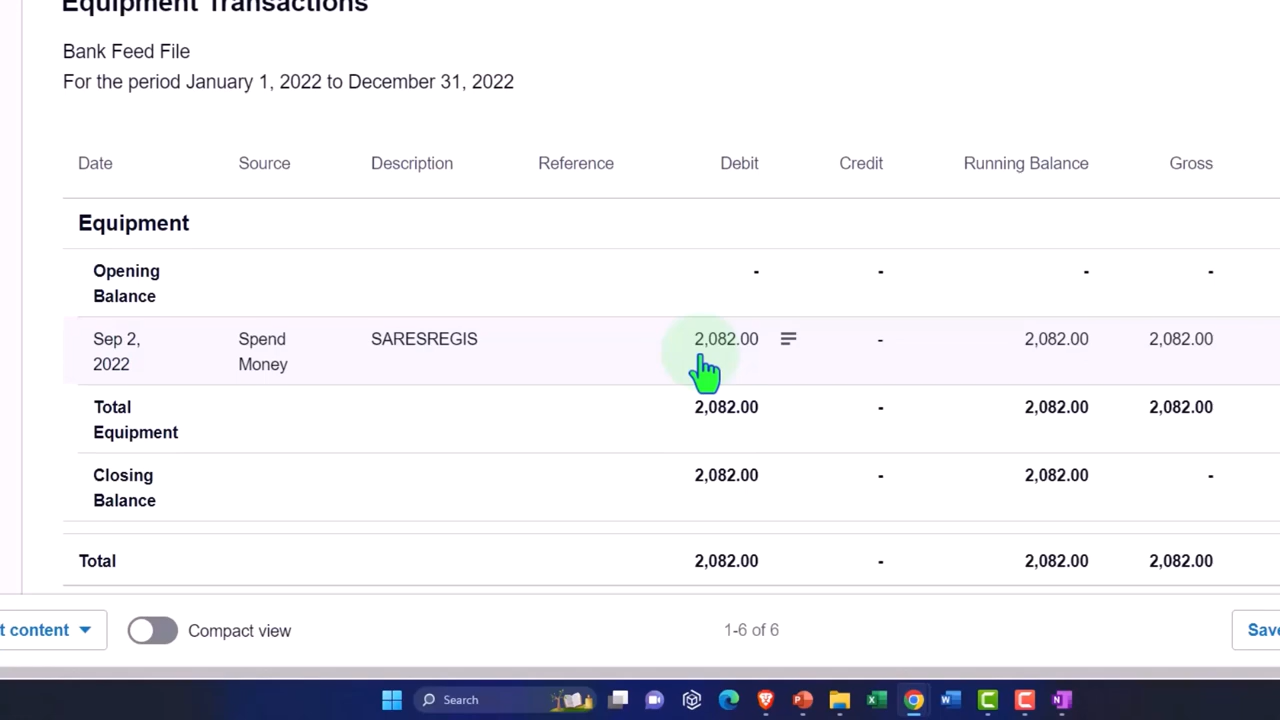 Equipment Transactions
Bank Feed File
For the period January 1, 2022 to December 31, 2022
Date Source Description Reference Debit Credit Running Balance Gross
Equipment
Opening
Balance - - - -
Sep 2, Spend SARESREGIS 2,082.00 - 2,082.00 2,082.00
2022 Money
Total 2,082.00 - 2,082.00 2,082.00
Equipment
Closing 2,082.00 - 2,082.00 -
Balance
Total 2,082.00 - 2,082.00 2,082.00
t content Compact view 1-6 of 6 Save
Search